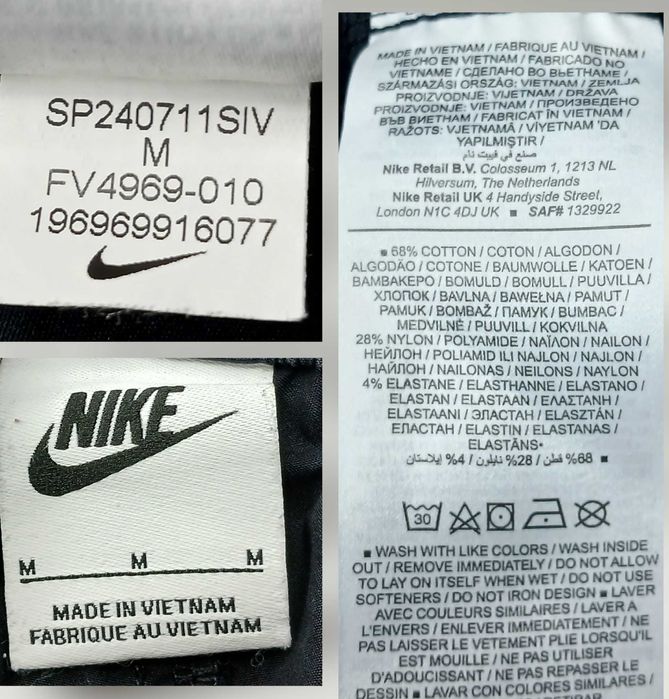 SP240711SIV
M
FV4969-010
196969916077
NIKE
M M M
MADE IN VIETNAM
FABRIQUE AU VIETNAM
MADE IN VIETNAM / FABRIQUE AU VIETNAM /
HECHO EN VIETNAM / FABRICADO NO
VIETNAME / СДЕЛАНО ВО ВЬЕТНАМЕ /
SZÁRMAZÁSI ORSZÁG: VIETNAM / ZEMLJA
PROIZVODNJE: VIETNAM / DRŽAVA
PROIZVODNJE: VIETNAM / ПРОИЗВЕДЕНО
ВЪВ ВИЕТНАМ / FABRICAT ÎN VIETNAM /
RAŽOTS: VJETNAMĀ / VİYETNAM 'DA
YAPILMIŞTIR /
صنع في فييت نام
Nike Retail B.V. Colosseum 1, 1213 NL
Hilversum, The Netherlands
Nike Retail UK 4 Handyside Street,
London N1C 4DJ UK ■ SAF# 1329922
■ 68% COTTON / COTON / ALGODON /
ALGODÃO / COTONE / BAUMWOLLE / KATOEN /
ΒΑΜΒΑΚΕΡΟ / BOMULD / BOMULL / PUUVILLA /
ХЛОПОК / BAVLNA / BAWEŁNA / PAMUT /
PAMUK / BOMBAŽ / ПАМУК / BUMBAC /
MEDVILNĖ / PUUVILL / KOKVILNA
28% NYLON / POLYAMIDE / ΝΑΪΛΟΝ / NAILON /
НЕЙЛОН / POLIAMID ILI NAJLON / NAJLON /
НАЙЛОН / NAILONAS / NEILONS / NAYLON
4% ELASTANE / ELASTHANNE / ELASTANO /
ELASTAN / ELASTAAN / ΕΛΑΣΤΑΝΗ /
ELASTAANI / ЭЛАСТАН / ELASZTÁN /
ЕЛАСТАН / ELASTIN / ELASTANAS /
ELASTĀNS•
■ 68% قطن / 28% نايلون / 4% إيلاستان
30
■ WASH WITH LIKE COLORS / WASH INSIDE
OUT / REMOVE IMMEDIATELY / DO NOT ALLOW
TO LAY ON ITSELF WHEN WET / DO NOT USE
SOFTENERS / DO NOT IRON DESIGN ■ LAVER
AVEC COULEURS SIMILAIRES / LAVER A
L'ENVERS / ENLEVER IMMEDIATEMENT / NE
PAS LAISSER LE VETEMENT PLIE LORSQU'IL
EST MOUILLE / NE PAS UTILISER
D'ADOUCISSANT / NE PAS REPASSER LE
DESSIN ■ LAVAR CON COLORES SIMILARES /